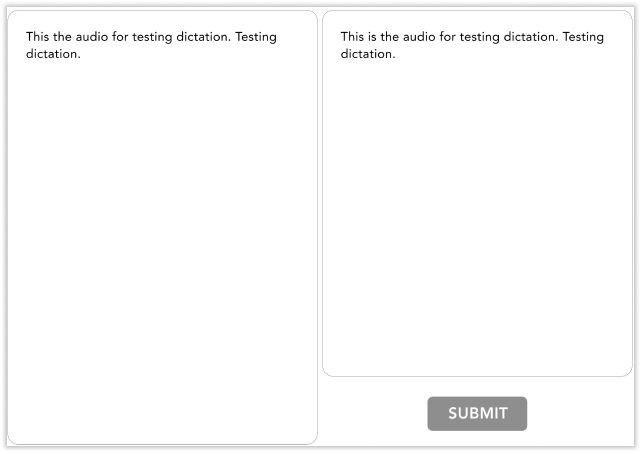 This the audio for testing dictation. Testing
dictation.
This is the audio for testing dictation. Testing
dictation.
SUBMIT